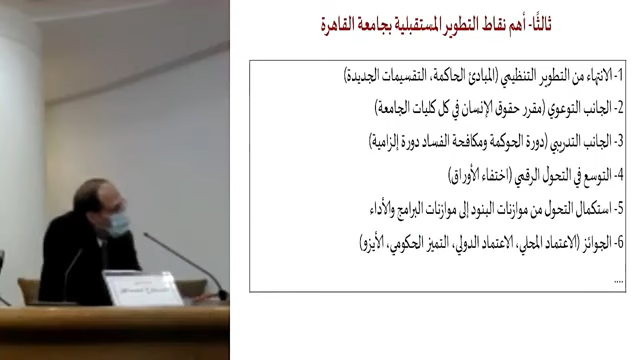 ثالثًا- أهم نقاط التطوير المستقبلية بجامعة القاهرة
1- الانتهاء من التطوير التنظيمي (المبادئ الحاكمة، التقسيمات الجديدة)
2- الجانب التوعوي (مقرر حقوق الإنسان في كل كليات الجامعة)
3- الجانب التدريبي (دورة الحوكمة ومكافحة الفساد دورة إلزامية)
4- التوسع في التحول الرقمي (اختفاء الأوراق)
5- استكمال التحول من موازنات البنود إلى موازنات البرامج والأداء
6- الجوائز (الاعتماد المحلي، الاعتماد الدولي، التميز الحكومي، الأيزو)
....